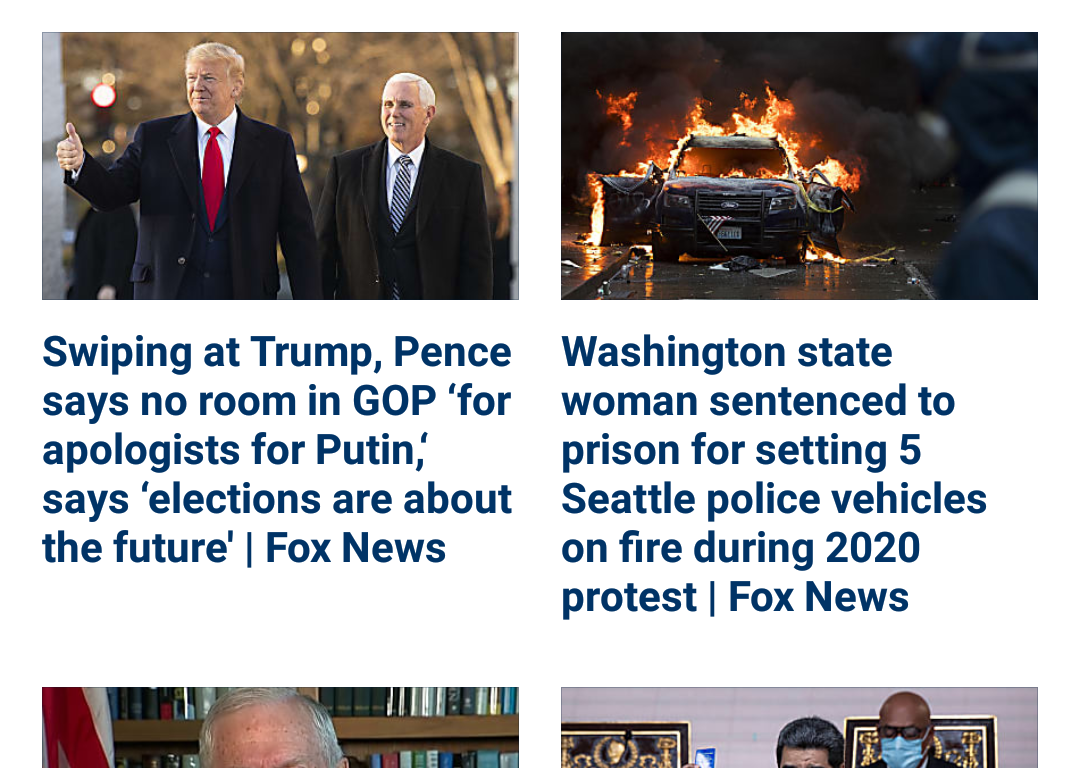 Swiping at Trump, Pence
says no room in GOP ‘for
apologists for Putin,‘
says ‘elections are about
the future' | Fox News
Washington state
woman sentenced to
prison for setting 5
Seattle police vehicles
on fire during 2020
protest | Fox News